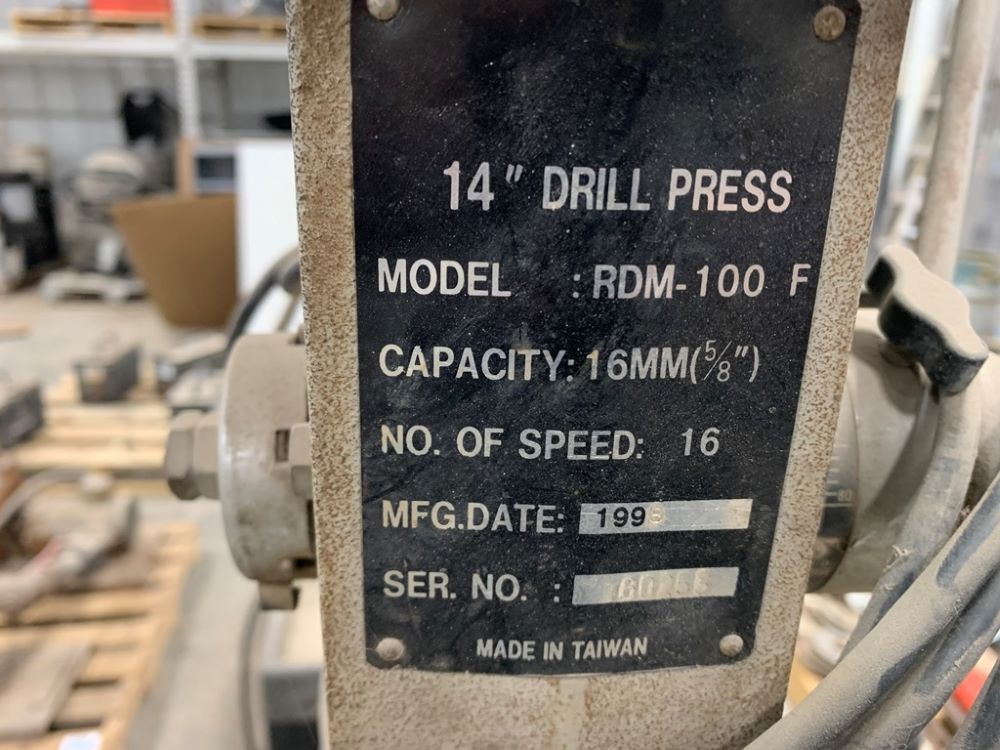 14" DRILL PRESS
MODEL : RDM-100 F
CAPACITY: 16MM(5/8")
NO. OF SPEED: 16
MFG.DATE:
SER. NO. :
MADE IN TAIWAN